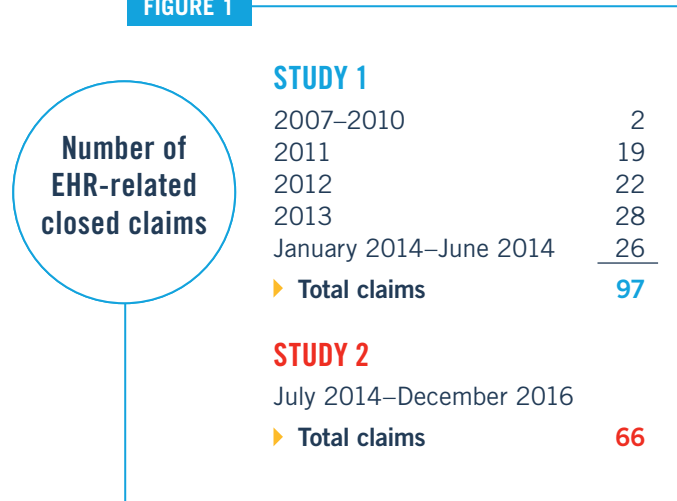 FIGURE 1
Number of
EHR-related
closed claims
STUDY 1
2007–2010 2
2011 19
2012 22
2013 28
January 2014–June 2014 26
Total claims 97
STUDY 2
July 2014–December 2016
Total claims 66